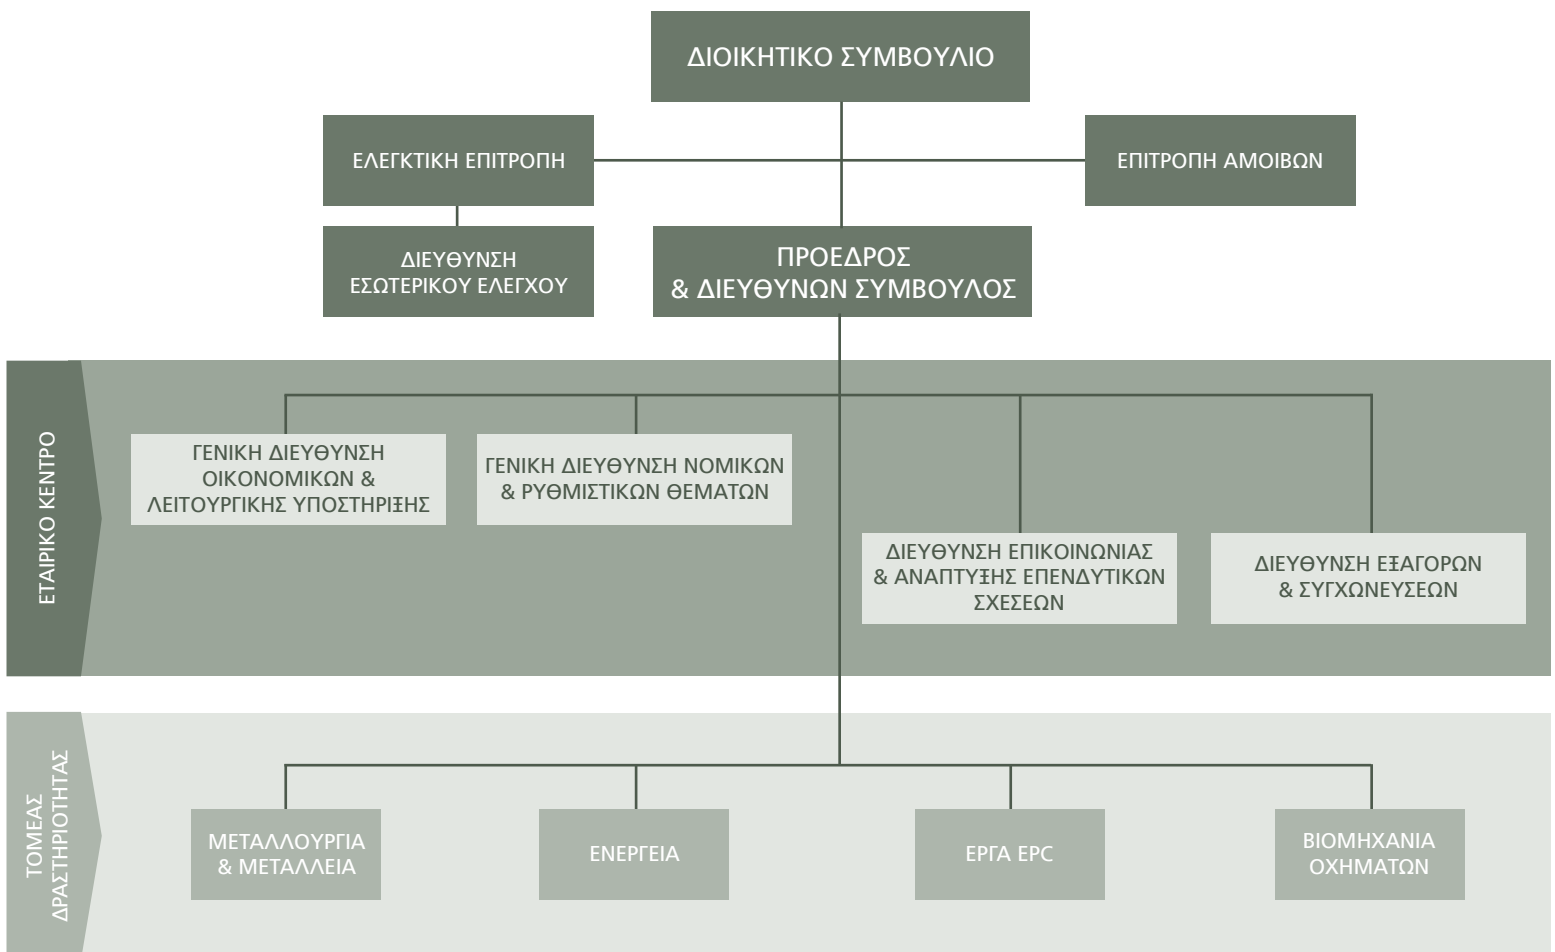 ΔΙΟΙΚΗΤΙΚΟ ΣΥΜΒΟΥΛΙΟ
ΕΛΕΓΚΤΙΚΗ ΕΠΙΤΡΟΠΗ
ΕΠΙΤΡΟΠΗ ΑΜΟΙΒΩΝ
ΔΙΕΥΘΥΝΣΗ
ΕΣΩΤΕΡΙΚΟΥ ΕΛΕΓΧΟΥ
ΠΡΟΕΔΡΟΣ
& ΔΙΕΥΘΥΝΩΝ ΣΥΜΒΟΥΛΟΣ
ΕΤΑΙΡΙΚΟ ΚΕΝΤΡΟ
ΓΕΝΙΚΗ ΔΙΕΥΘΥΝΣΗ
ΟΙΚΟΝΟΜΙΚΩΝ &
ΛΕΙΤΟΥΡΓΙΚΗΣ ΥΠΟΣΤΗΡΙΞΗΣ
ΓΕΝΙΚΗ ΔΙΕΥΘΥΝΣΗ ΝΟΜΙΚΩΝ
& ΡΥΘΜΙΣΤΙΚΩΝ ΘΕΜΑΤΩΝ
ΔΙΕΥΘΥΝΣΗ ΕΠΙΚΟΙΝΩΝΙΑΣ
& ΑΝΑΠΤΥΞΗΣ ΕΠΕΝΔΥΤΙΚΩΝ
ΣΧΕΣΕΩΝ
ΔΙΕΥΘΥΝΣΗ ΕΞΑΓΟΡΩΝ
& ΣΥΓΧΩΝΕΥΣΕΩΝ
ΤΟΜΕΑΣ
ΔΡΑΣΤΗΡΙΟΤΗΤΑΣ
ΜΕΤΑΛΛΟΥΡΓΙΑ
& ΜΕΤΑΛΛΕΙΑ
ΕΝΕΡΓΕΙΑ
ΕΡΓΑ EPC
ΒΙΟΜΗΧΑΝΙΑ
ΟΧΗΜΑΤΩΝ